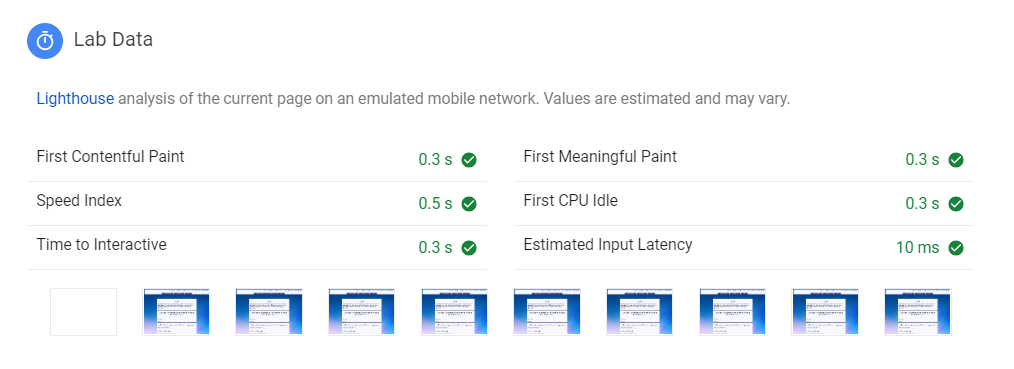 Lab Data
Lighthouse analysis of the current page on an emulated mobile network. Values are estimated and may vary.
First Contentful Paint 0.3 s
First Meaningful Paint 0.3 s
Speed Index 0.5 s
First CPU Idle 0.3 s
Time to Interactive 0.3 s
Estimated Input Latency 10 ms